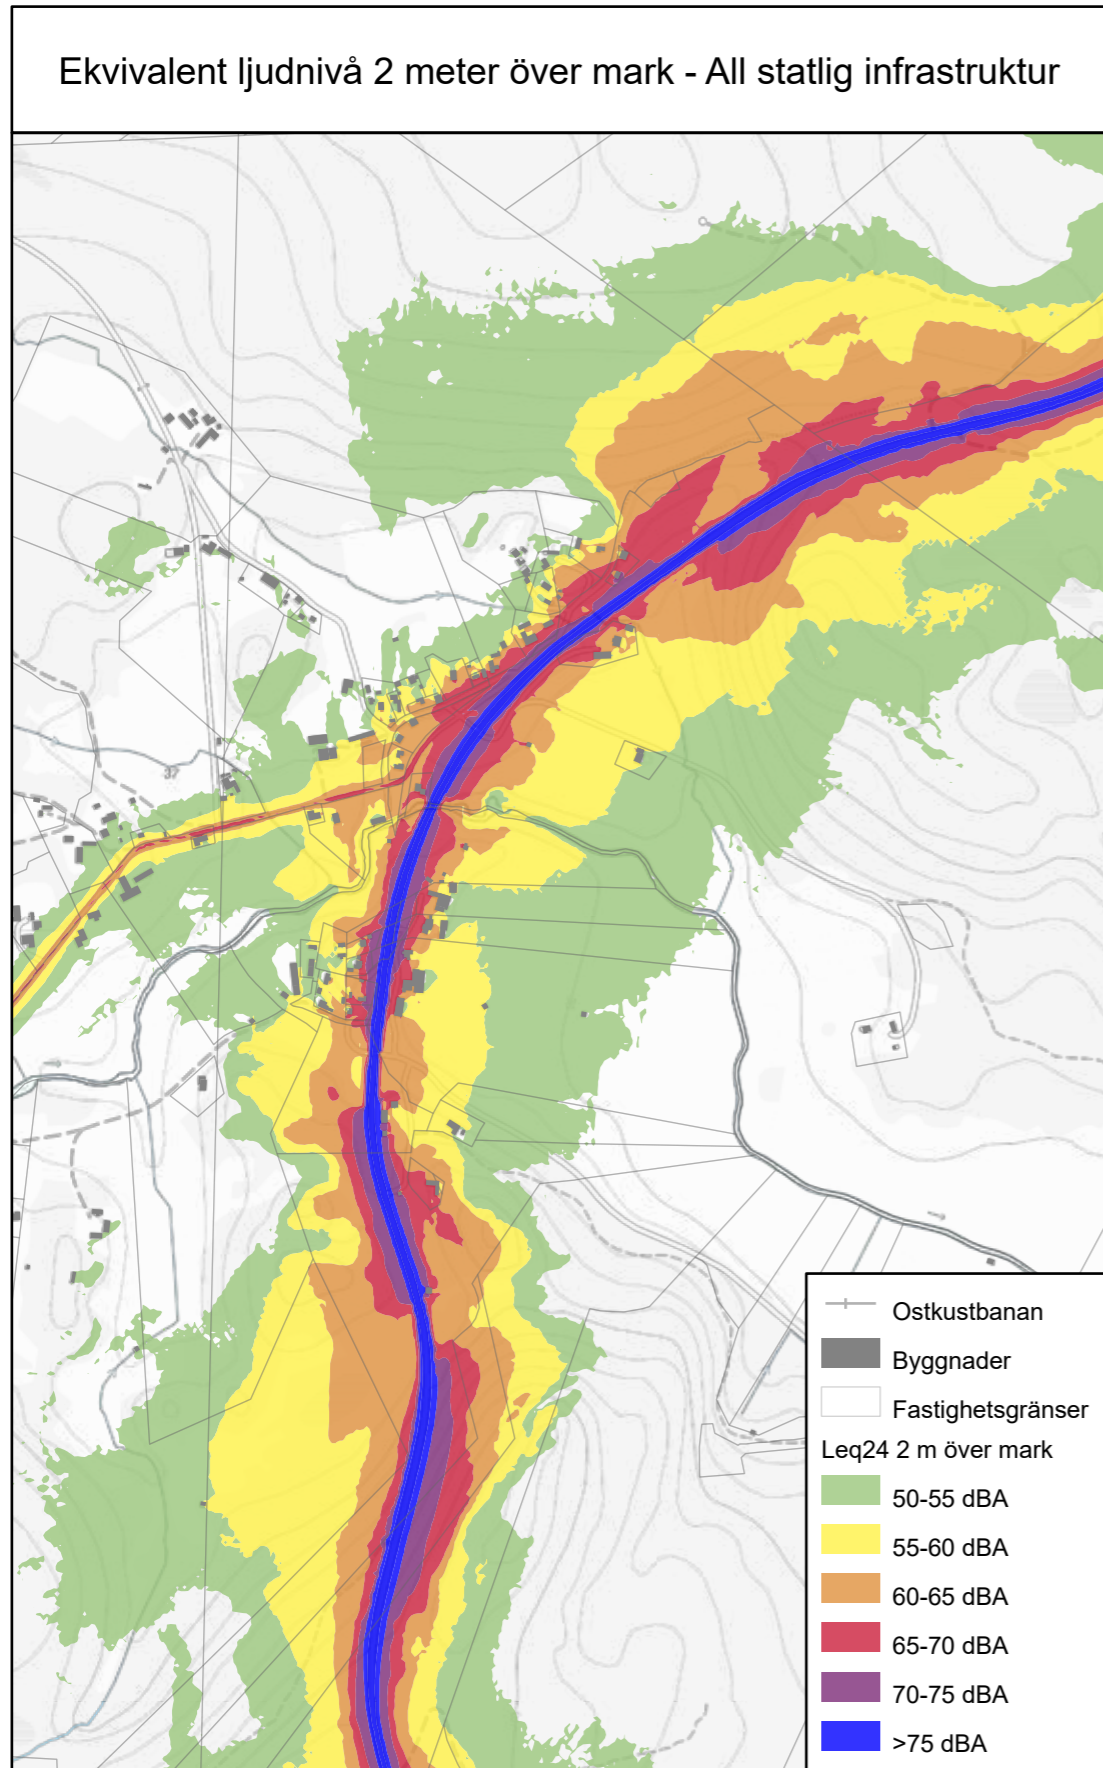 Ekvivalent ljudnivå 2 meter över mark - All statlig infrastruktur
37
Ostkustbanan
Byggnader
Fastighetsgränser
Leq24 2 m över mark
50-55 dBA
55-60 dBA
60-65 dBA
65-70 dBA
70-75 dBA
>75 dBA